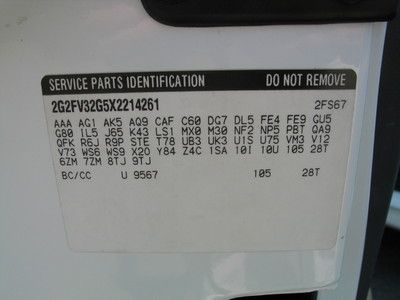 SERVICE PARTS IDENTIFICATION DO NOT REMOVE
2G2FV32G5X2214261 2FS67
AAA AG1 AK5 AQ9 CAF C60 DG7 DL5 FE4 FE9 GU5
G80 IL5 J65 K43 LS1 MX0 M30 NF2 NP5 PBT QA9
QFK R6J R9P STE T78 UB3 UK3 U1S U75 VM3 V12
V73 WS6 WS9 X20 Y84 Z4C 1SA 10I 10U 105 28T
6ZM 7ZM 8TJ 9TJ
BC/CC U 9567 105 28T